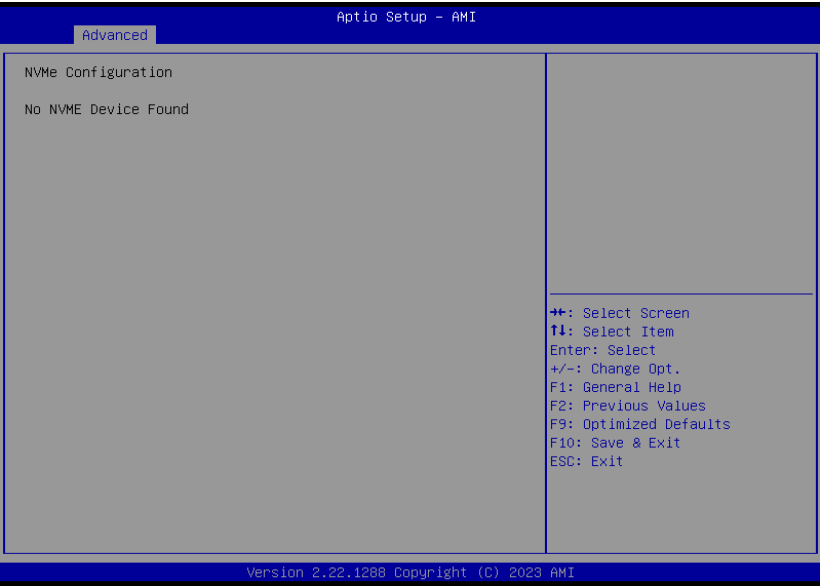 Aptio Setup – AMI
Advanced
NVMe Configuration
No NVME Device Found
→←: Select Screen
↑↓: Select Item
Enter: Select
+/-: Change Opt.
F1: General Help
F2: Previous Values
F9: Optimized Defaults
F10: Save & Exit
ESC: Exit
Version 2.22.1288 Copyright (C) 2023 AMI